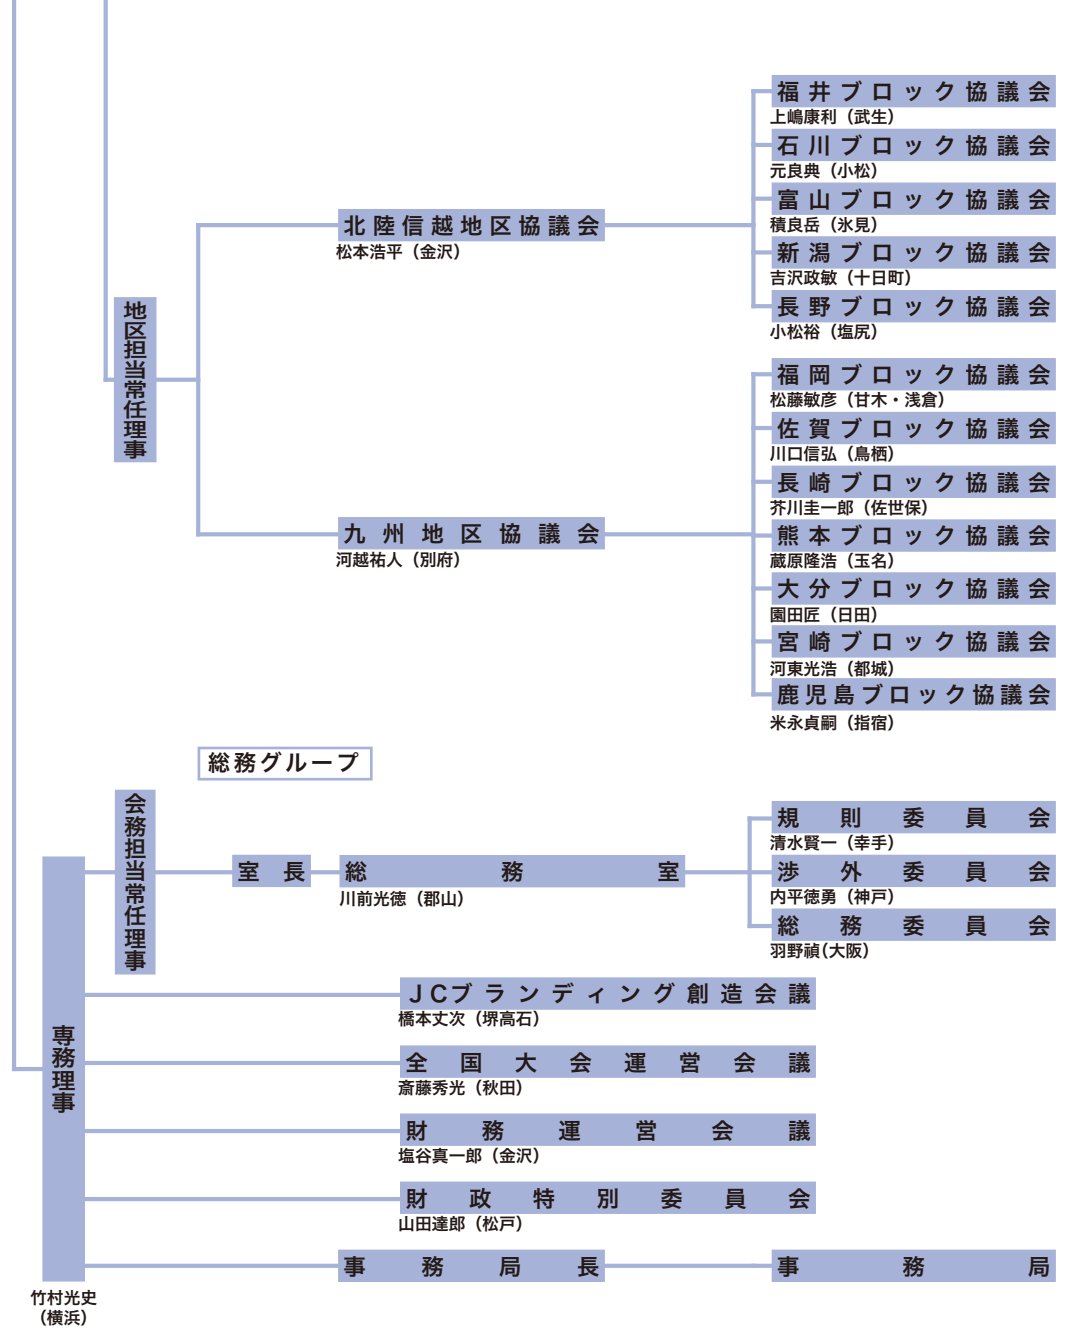 福井ブロック協議会
上嶋康利（武生）
石川ブロック協議会
元良典（小松）
富山ブロック協議会
積良岳（氷見）
北陸信越地区協議会
松本浩平（金沢）
新潟ブロック協議会
吉沢政敏（十日町）
長野ブロック協議会
小松裕（塩尻）
地区担当常任理事
福岡ブロック協議会
松藤敏彦（甘木・浅倉）
佐賀ブロック協議会
川口信弘（鳥栖）
長崎ブロック協議会
芥川圭一郎（佐世保）
九州地区協議会
河越祐人（別府）
熊本ブロック協議会
蔵原隆浩（玉名）
大分ブロック協議会
園田匠（日田）
宮崎ブロック協議会
河東光浩（都城）
鹿児島ブロック協議会
米永貞嗣（指宿）
総務グループ
会務担当常任理事
室長
総務室
川前光徳（郡山）
規則委員会
清水賢一（幸手）
渉外委員会
内平徳勇（神戸）
総務委員会
羽野禎(大阪）
専務理事
竹村光史
（横浜）
JCブランディング創造会議
橋本丈次（堺高石）
全国大会運営会議
斎藤秀光（秋田）
財務運営会議
塩谷真一郎（金沢）
財政特別委員会
山田達郎（松戸）
事務局長
事務局